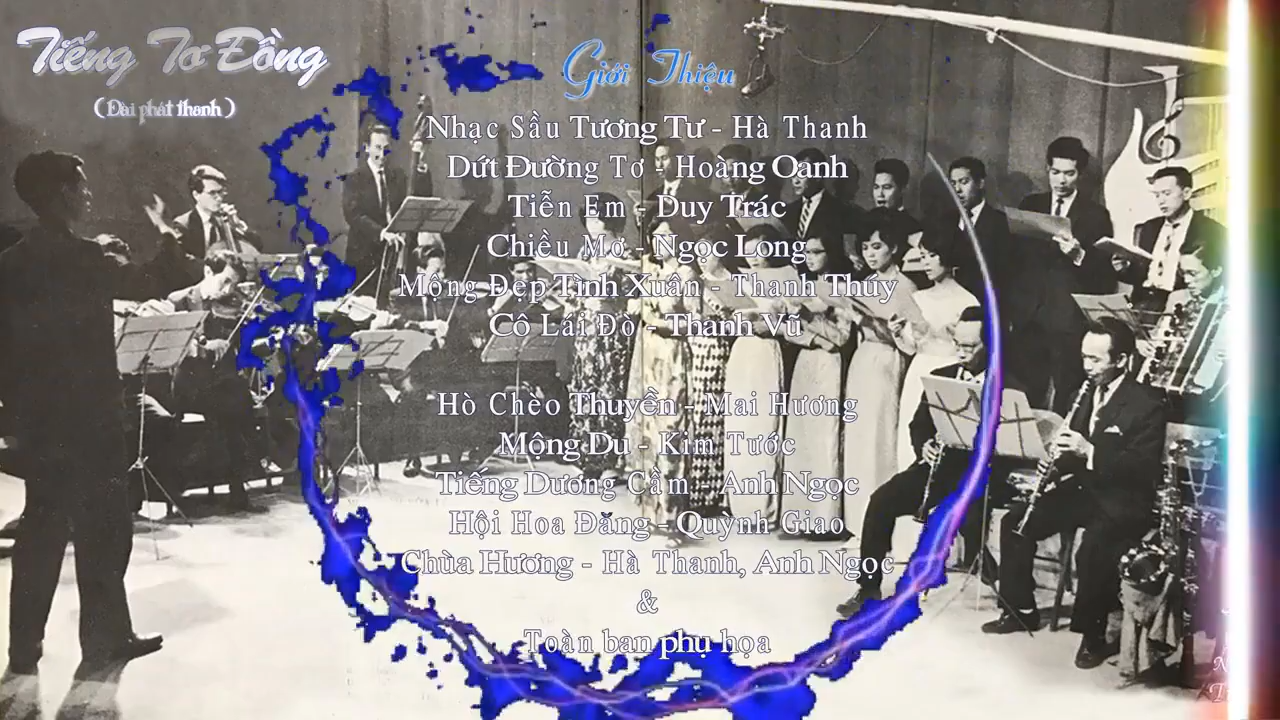 Tiếng Tơ Đồng
( Đài phát thanh )
Giới Thiệu
Nhạc Sầu Tương Tư - Hà Thanh
Dứt Đường Tơ - Hoàng Oanh
Tiễn Em - Duy Trác
Chiều Mơ - Ngọc Long
Mộng Đẹp Tình Xuân - Thanh Thúy
Cô Lái Đò - Thanh Vũ
Hò Chèo Thuyền - Mai Hương
Mộng Du - Kim Tước
Tiếng Dương Cầm - Anh Ngọc
Hội Hoa Đăng - Quỳnh Giao
Chùa Hương - Hà Thanh, Anh Ngọc
&
Toàn ban phụ họa